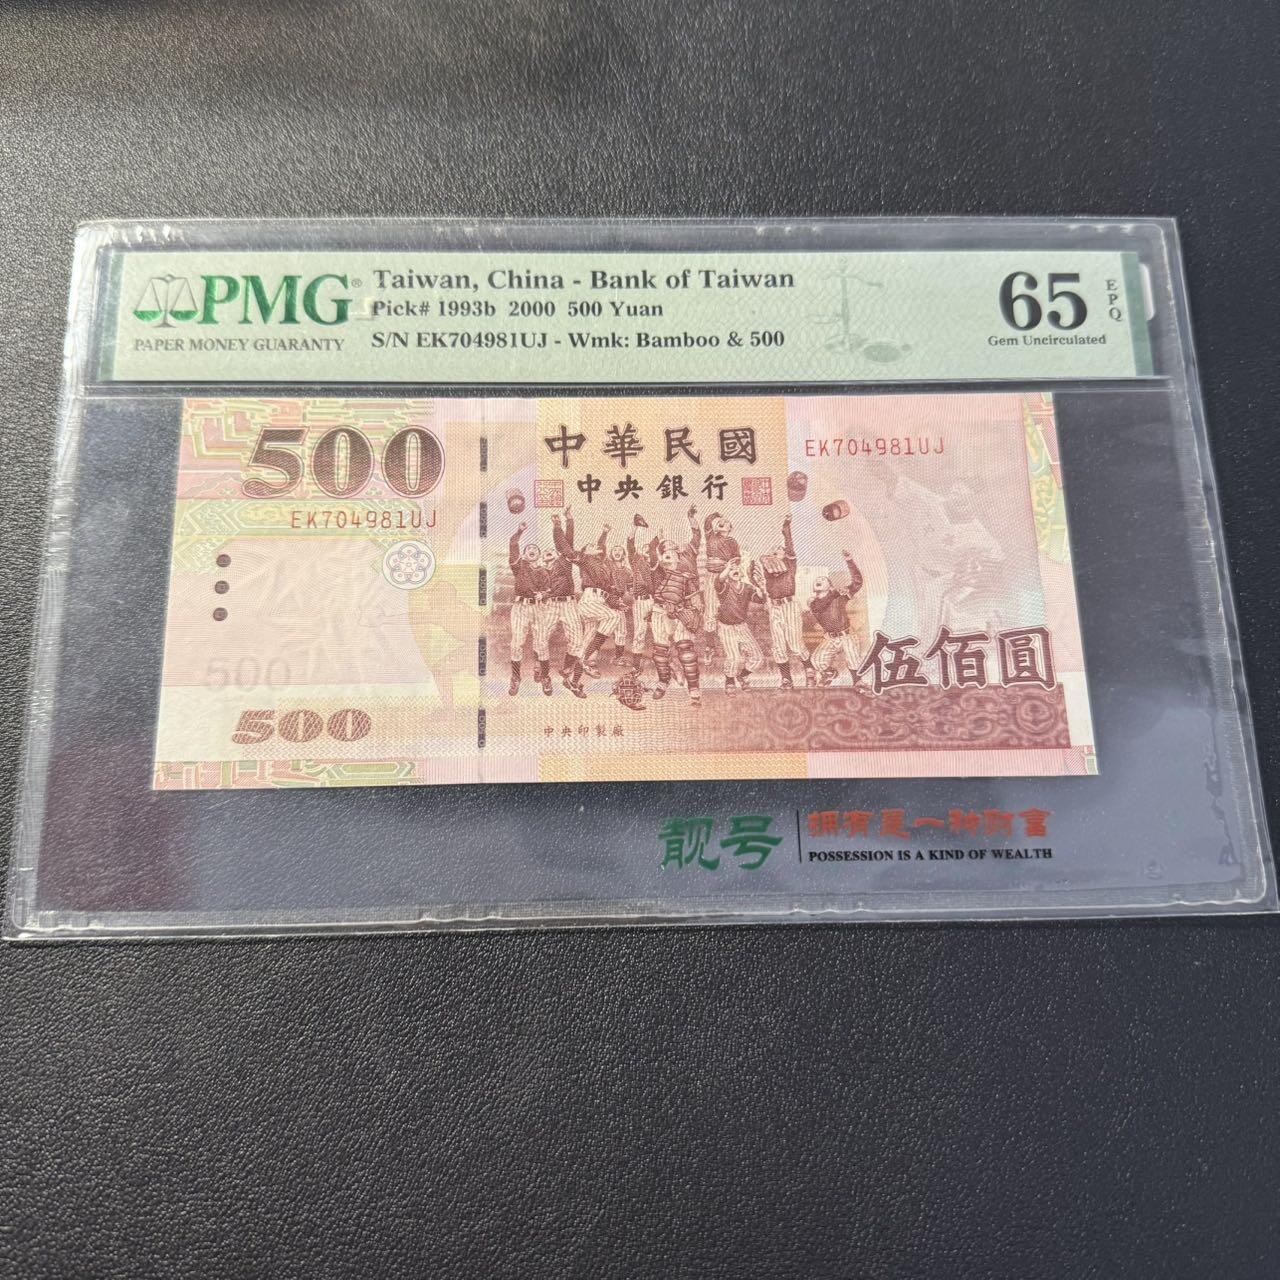 PMG®
PAPER MONEY GUARANTY
Taiwan, China - Bank of Taiwan
Pick# 1993b 2000 500 Yuan
S/N EK704981UJ - Wmk: Bamboo & 500
65
EPQ
Gem Uncirculated
500
中華民國
EK704981UJ
中央銀行
EK704981UJ
500
伍佰圓
500
中央印製廠
靓号
拥有是一种财富
POSSESSION IS A KIND OF WEALTH